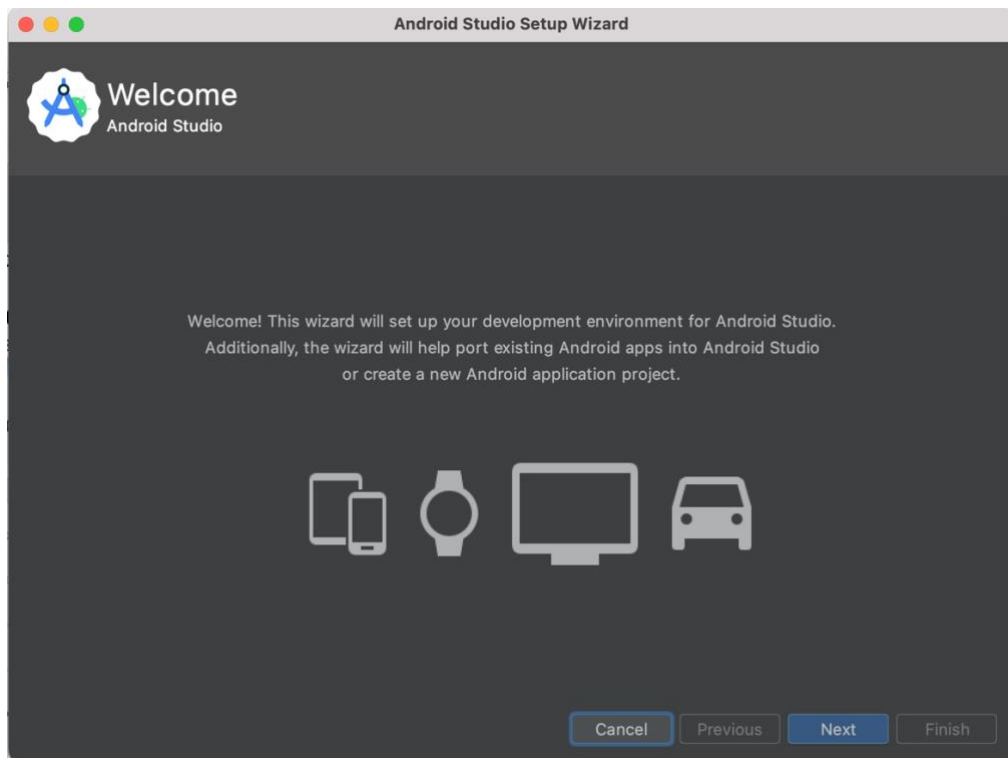 Android Studio Setup Wizard
Welcome
Android Studio
Welcome! This wizard will set up your development environment for Android Studio.
Additionally, the wizard will help port existing Android apps into Android Studio
or create a new Android application project.
Cancel Previous Next Finish